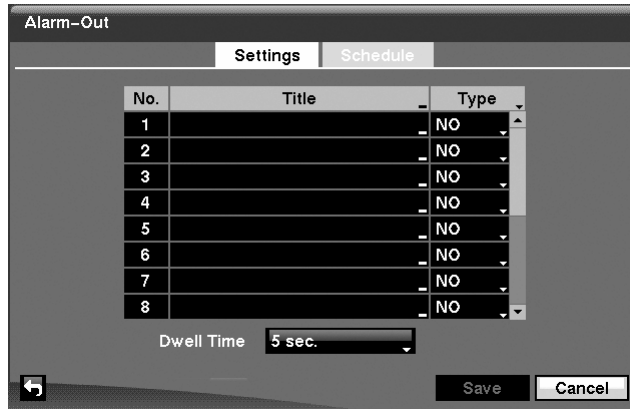 Alarm-Out
Settings Schedule
No. Title Type
1 NO
2 NO
3 NO
4 NO
5 NO
6 NO
7 NO
8 NO
Dwell Time 5 sec.
Save Cancel